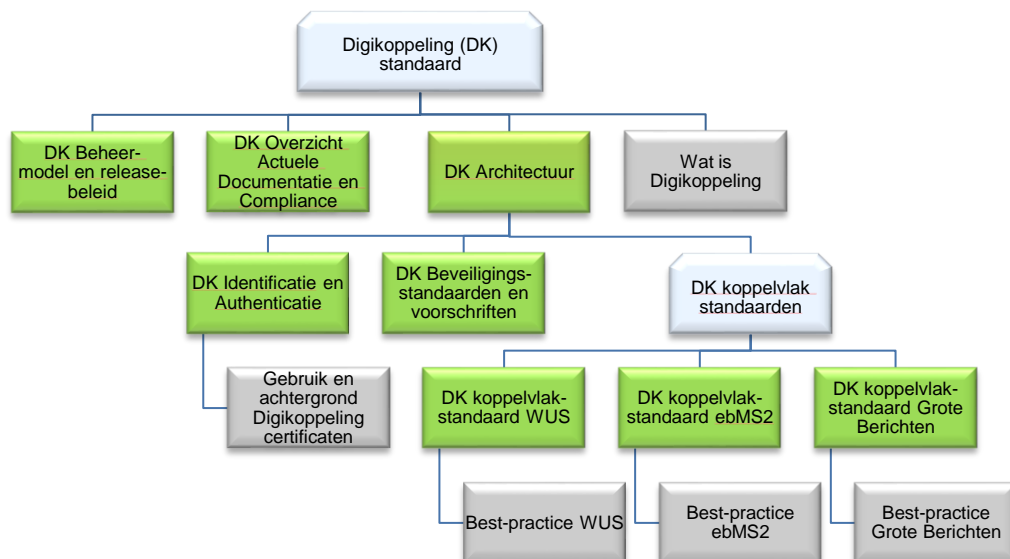 Digikoppeling (DK)
standaard
DK Beheer-
model en release-
beleid
DK Overzicht
Actuele
Documentatie en
Compliance
DK Architectuur
Wat is
Digikoppeling
DK Identificatie en
Authenticatie
DK Beveiligings-
standaarden en
voorschriften
DK koppelvlak
standaarden
Gebruik en
achtergrond
Digikoppeling
certificaten
DK koppelvlak-
standaard WUS
DK koppelvlak-
standaard ebMS2
DK koppelvlak-
standaard Grote
Berichten
Best-practice WUS
Best-practice
ebMS2
Best-practice
Grote Berichten